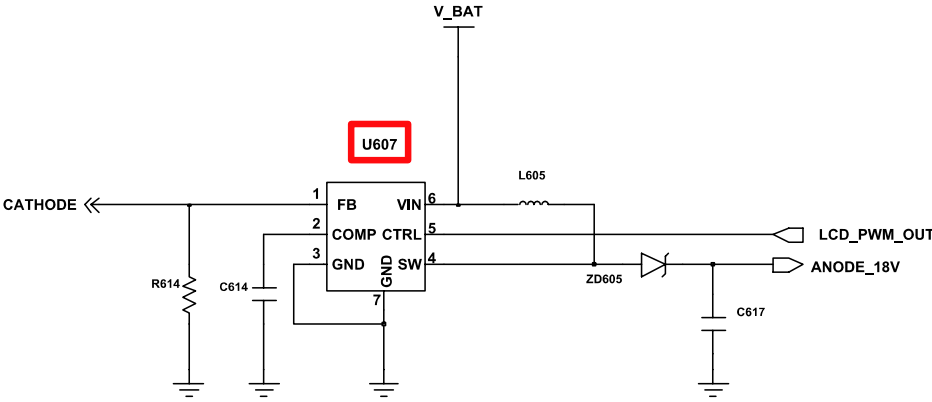 V_BAT
U607
L605
CATHODE
1
FB
VIN
6
2
COMP
CTRL
5
LCD_PWM_OUT
3
GND
GND
SW
4
ANODE_18V
ZD605
R614
C614
7
C617